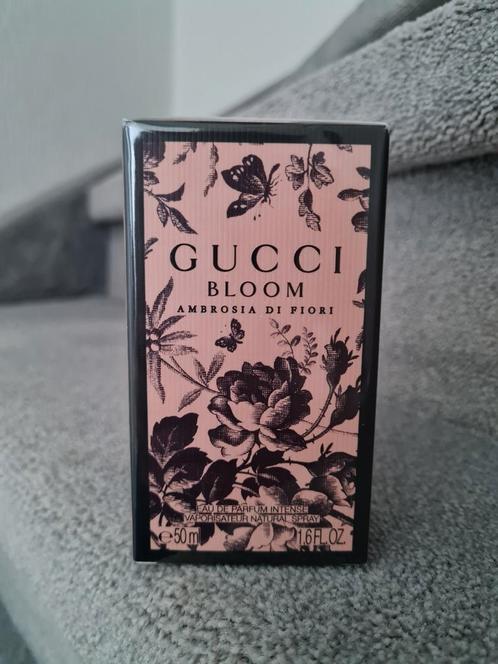 GUCCI
BLOOM
AMBROSIA DI FIORI
EAU DE PARFUM INTENSE
VAPORISATEUR NATURAL SPRAY
℮50ml 1.6 FL.OZ.